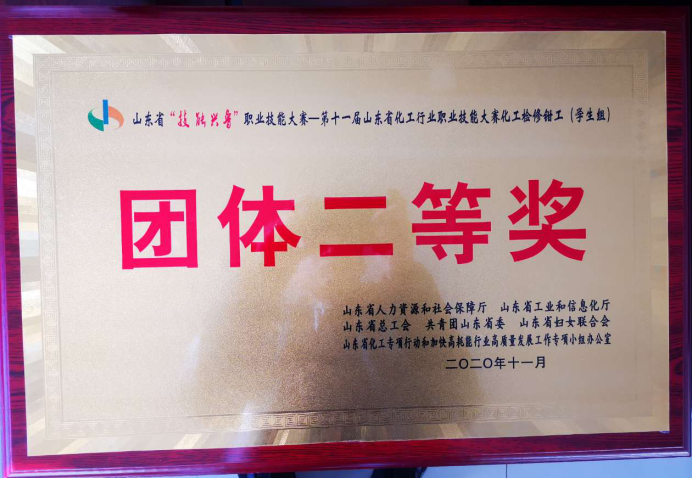 山东省“技能兴鲁”职业技能大赛—第十一届山东省化工行业职业技能大赛化工检修钳工（学生组）
团体二等奖
山东省人力资源和社会保障厅 山东省工业和信息化厅
山东省总工会 共青团山东省委 山东省妇女联合会
山东省化工专项行动和加快高耗能行业高质量发展工作专项小组办公室
二〇二〇年十一月